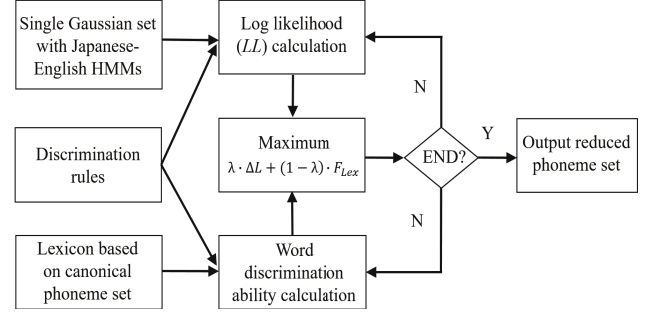 Single Gaussian set
with Japanese-
English HMMs
Log likelihood
(LL) calculation
N
Discrimination
rules
Maximum
λ · ΔL + (1 − λ) · F_Lex
END?
Y
Output reduced
phoneme set
N
Lexicon based
on canonical
phoneme set
Word
discrimination
ability calculation